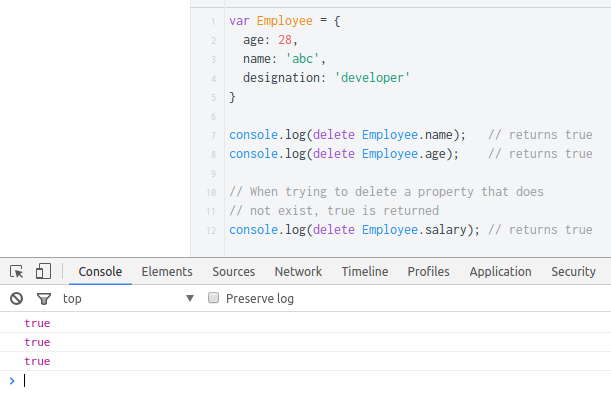 1 var Employee = {
2 age: 28,
3 name: 'abc',
4 designation: 'developer'
5 }
6
7 console.log(delete Employee.name); // returns true
8 console.log(delete Employee.age); // returns true
9
10 // When trying to delete a property that does
11 // not exist, true is returned
12 console.log(delete Employee.salary); // returns true
Console Elements Sources Network Timeline Profiles Application Security
top Preserve log
true
true
true
>